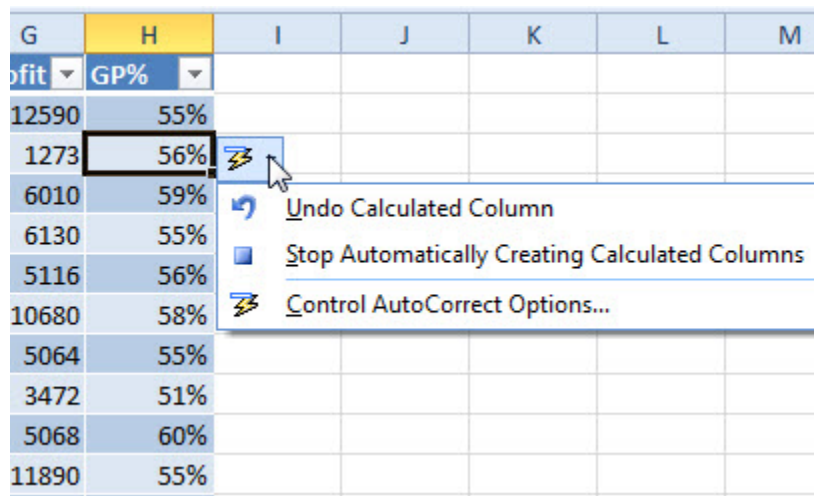 G H I J K L M
ofit GP%
12590 55%
1273 56%
6010 59%
Undo Calculated Column
6130 55%
Stop Automatically Creating Calculated Columns
5116 56%
Control AutoCorrect Options...
10680 58%
5064 55%
3472 51%
5068 60%
11890 55%